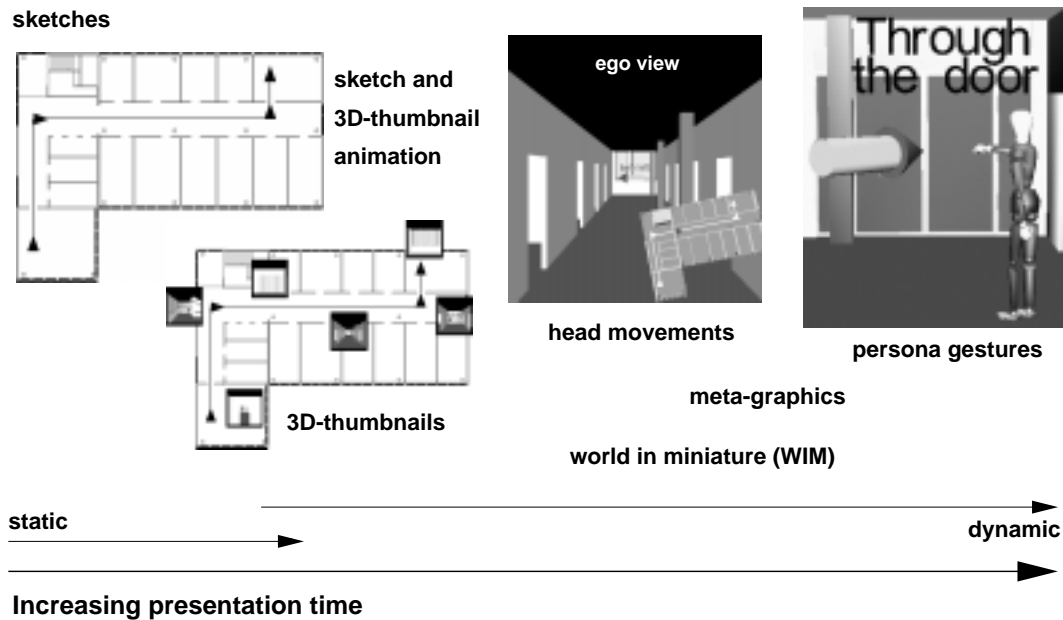 sketches
sketch and
3D-thumbnail
animation
ego view
Through
the door
head movements
persona gestures
meta-graphics
3D-thumbnails
world in miniature (WIM)
static
dynamic
Increasing presentation time